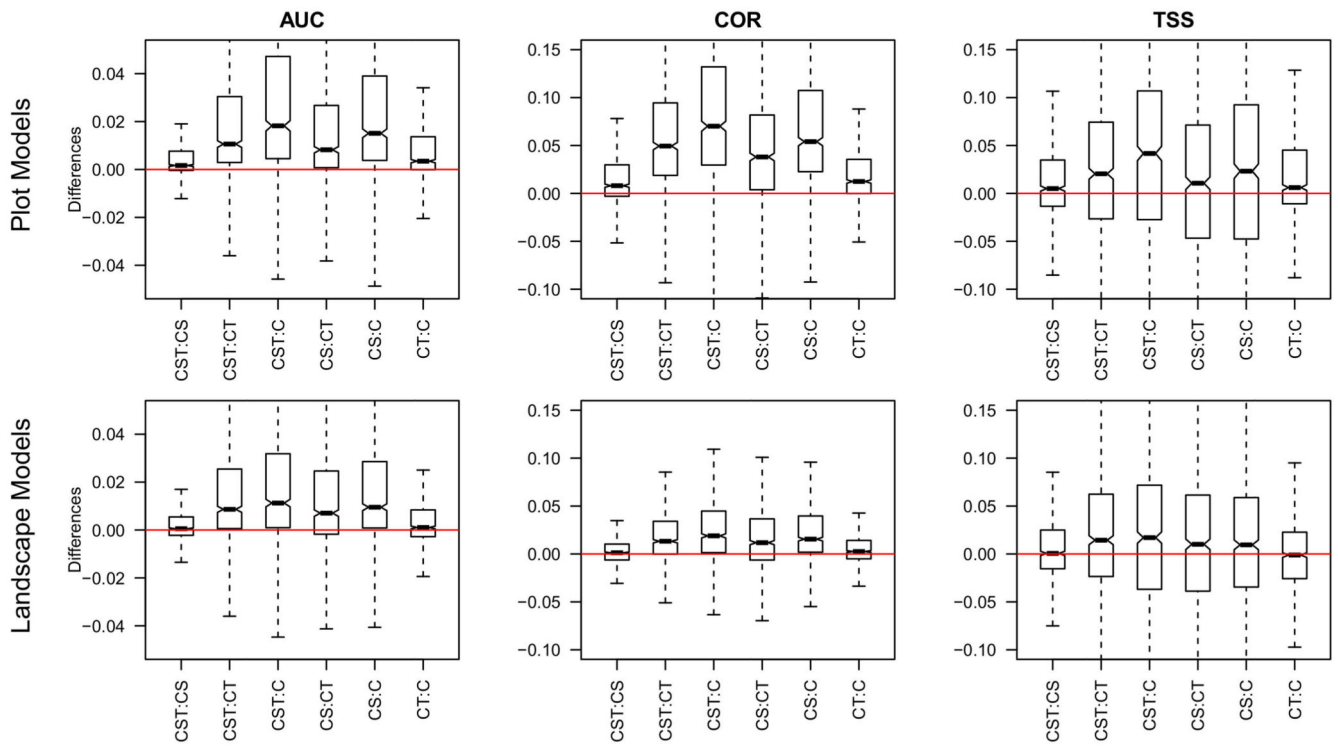 AUC
COR
TSS
Plot Models
Differences
0.04
0.02
0.00
−0.02
−0.04
CST:CS
CST:CT
CST:C
CS:CT
CS:C
CT:C
0.15
0.10
0.05
0.00
−0.05
−0.10
CST:CS
CST:CT
CST:C
CS:CT
CS:C
CT:C
0.15
0.10
0.05
0.00
−0.05
−0.10
CST:CS
CST:CT
CST:C
CS:CT
CS:C
CT:C
Landscape Models
Differences
0.04
0.02
0.00
−0.02
−0.04
CST:CS
CST:CT
CST:C
CS:CT
CS:C
CT:C
0.15
0.10
0.05
0.00
−0.05
−0.10
CST:CS
CST:CT
CST:C
CS:CT
CS:C
CT:C
0.15
0.10
0.05
0.00
−0.05
−0.10
CST:CS
CST:CT
CST:C
CS:CT
CS:C
CT:C